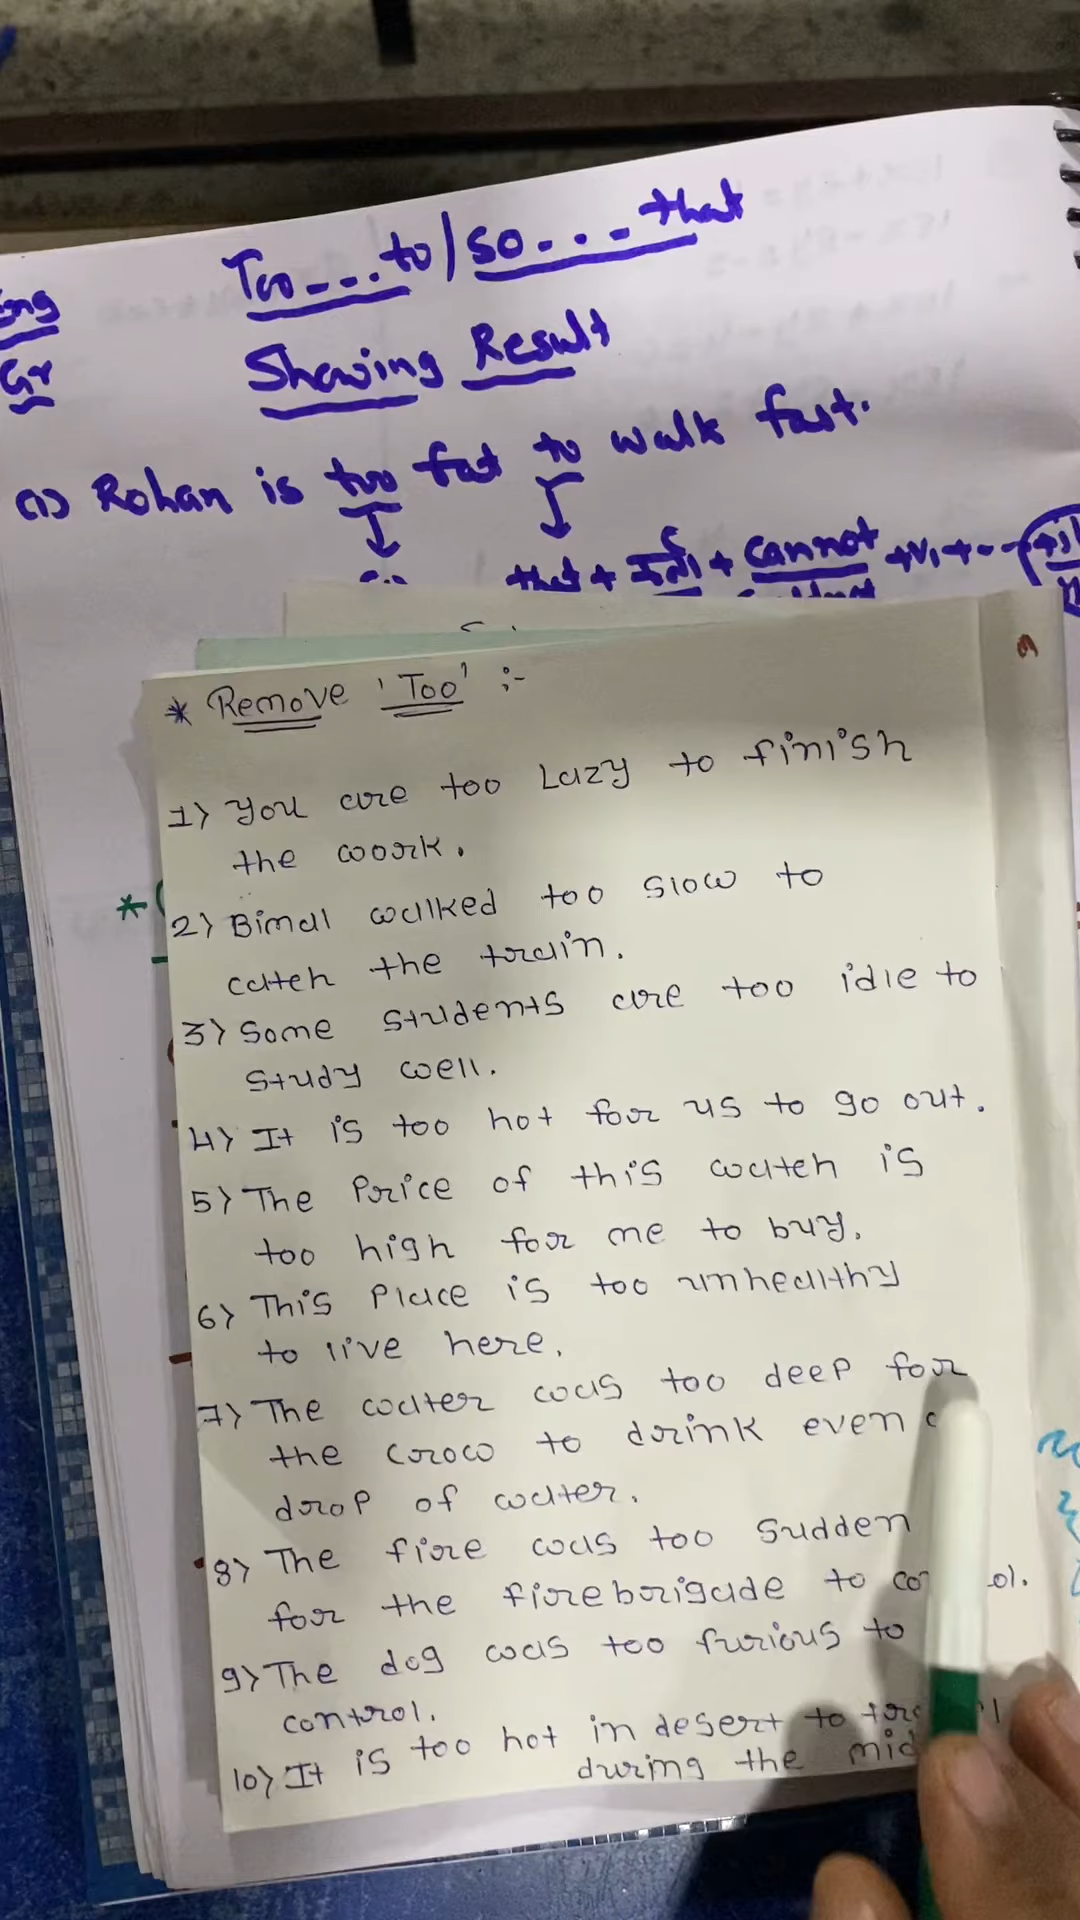 Too...to/so...that
Eng
Gr
Showing Result
(1) Rohan is too fat to walk fast.
that + कर्ता + cannot + V1 + ...
* Remove 'Too' :-
1) You are too Lazy to finish
the work.
2) Bimal walked too slow to
catch the train.
3) Some students are too idle to
study well.
4) It is too hot for us to go out.
5) The Price of this watch is
too high for me to buy.
6) This Place is too unhealthy
to live here.
7) The water was too deep for
the crow to drink even
drop of water.
8) The fire was too Sudden
for the firebrigade to
9) The dog was too furious to
control.
10) It is too hot in desert to
during the